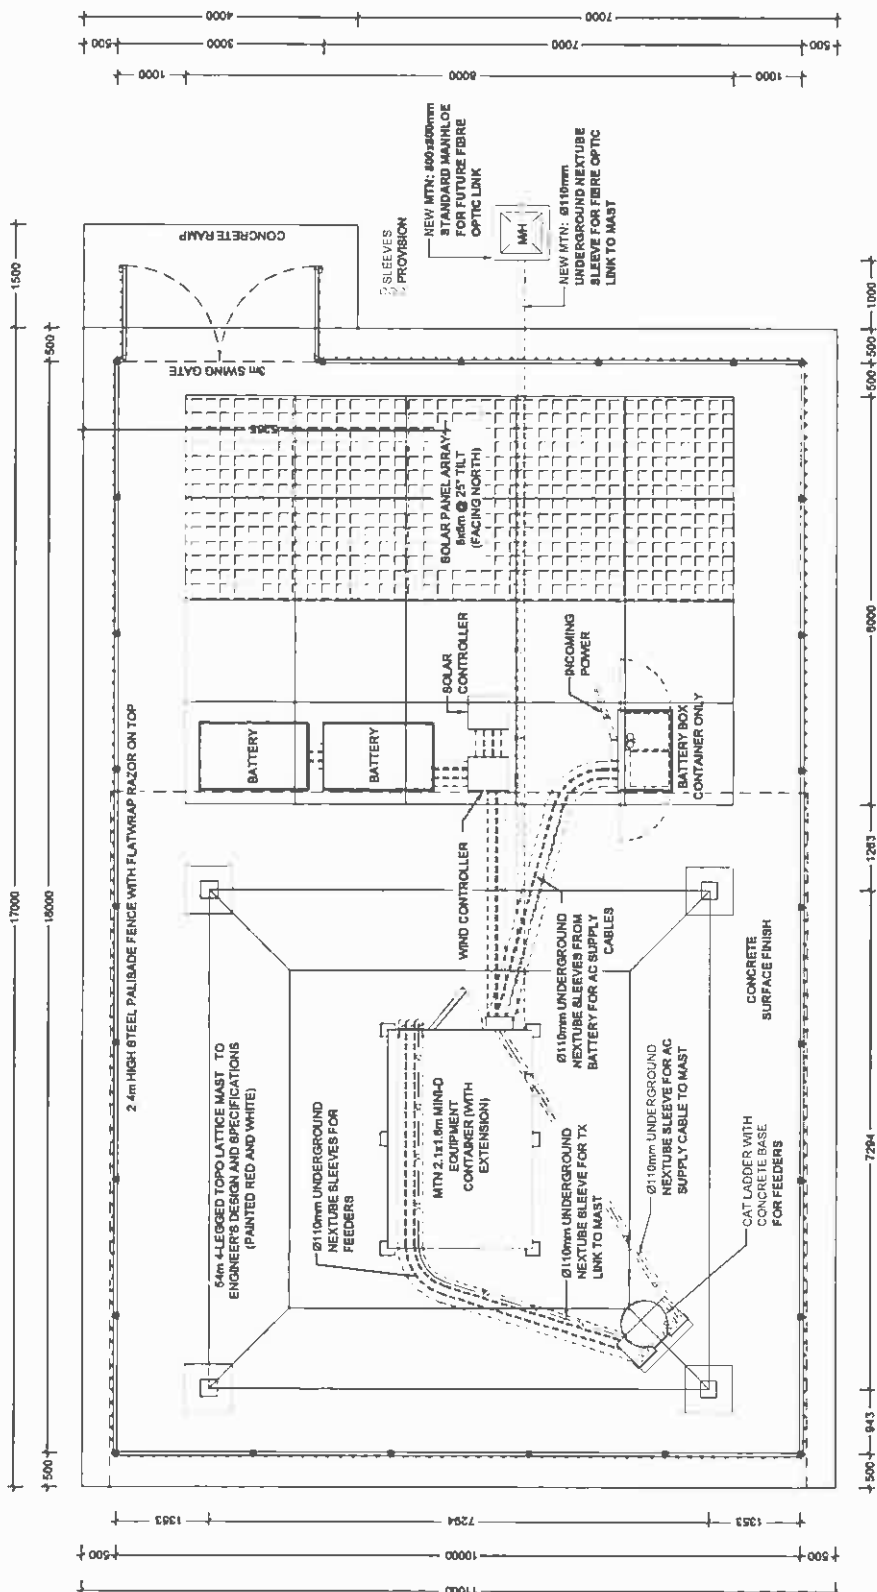 4000
7000
500
3000
7000
500
1000
8000
1000
1500
17000
500
18000
500
CONCRETE RAMP
3m SWING GATE
SLEEVES
PROVISION
NEW MTN: 800x800mm
STANDARD MANHLOE
FOR FUTURE FIBRE
OPTIC LINK
M/H
NEW MTN: Ø110mm
UNDERGROUND NEXTUBE
SLEEVE FOR FIBRE OPTIC
LINK TO MAST
5265
SOLAR PANEL ARRAY
@ 25° TILT
(FACING NORTH)
2.4m HIGH STEEL PALISADE FENCE WITH FLATWRAP RAZOR ON TOP
BATTERY
BATTERY
SOLAR
CONTROLLER
WIND CONTROLLER
INCOMING
POWER
BATTERY BOX
CONTAINER ONLY
54m 4-LEGGED TOPO LATTICE MAST TO
ENGINEER'S DESIGN AND SPECIFICATIONS
(PAINTED RED AND WHITE)
Ø110mm UNDERGROUND
NEXTUBE SLEEVES FOR
FEEDERS
MTN 2.1x1.8m MINI-D
EQUIPMENT
CONTAINER (WITH
EXTENSION)
Ø110mm UNDERGROUND
NEXTUBE SLEEVES FROM
BATTERY FOR AC SUPPLY
CABLES
Ø110mm UNDERGROUND
NEXTUBE SLEEVE FOR TX
LINK TO MAST
Ø110mm UNDERGROUND
NEXTUBE SLEEVE FOR AC
SUPPLY CABLE TO MAST
CAT LADDER WITH
CONCRETE BASE
FOR FEEDERS
CONCRETE
SURFACE FINISH
1000
500
500
6000
1263
7294
943
500
1353
7294
1353
500
10000
500
11000